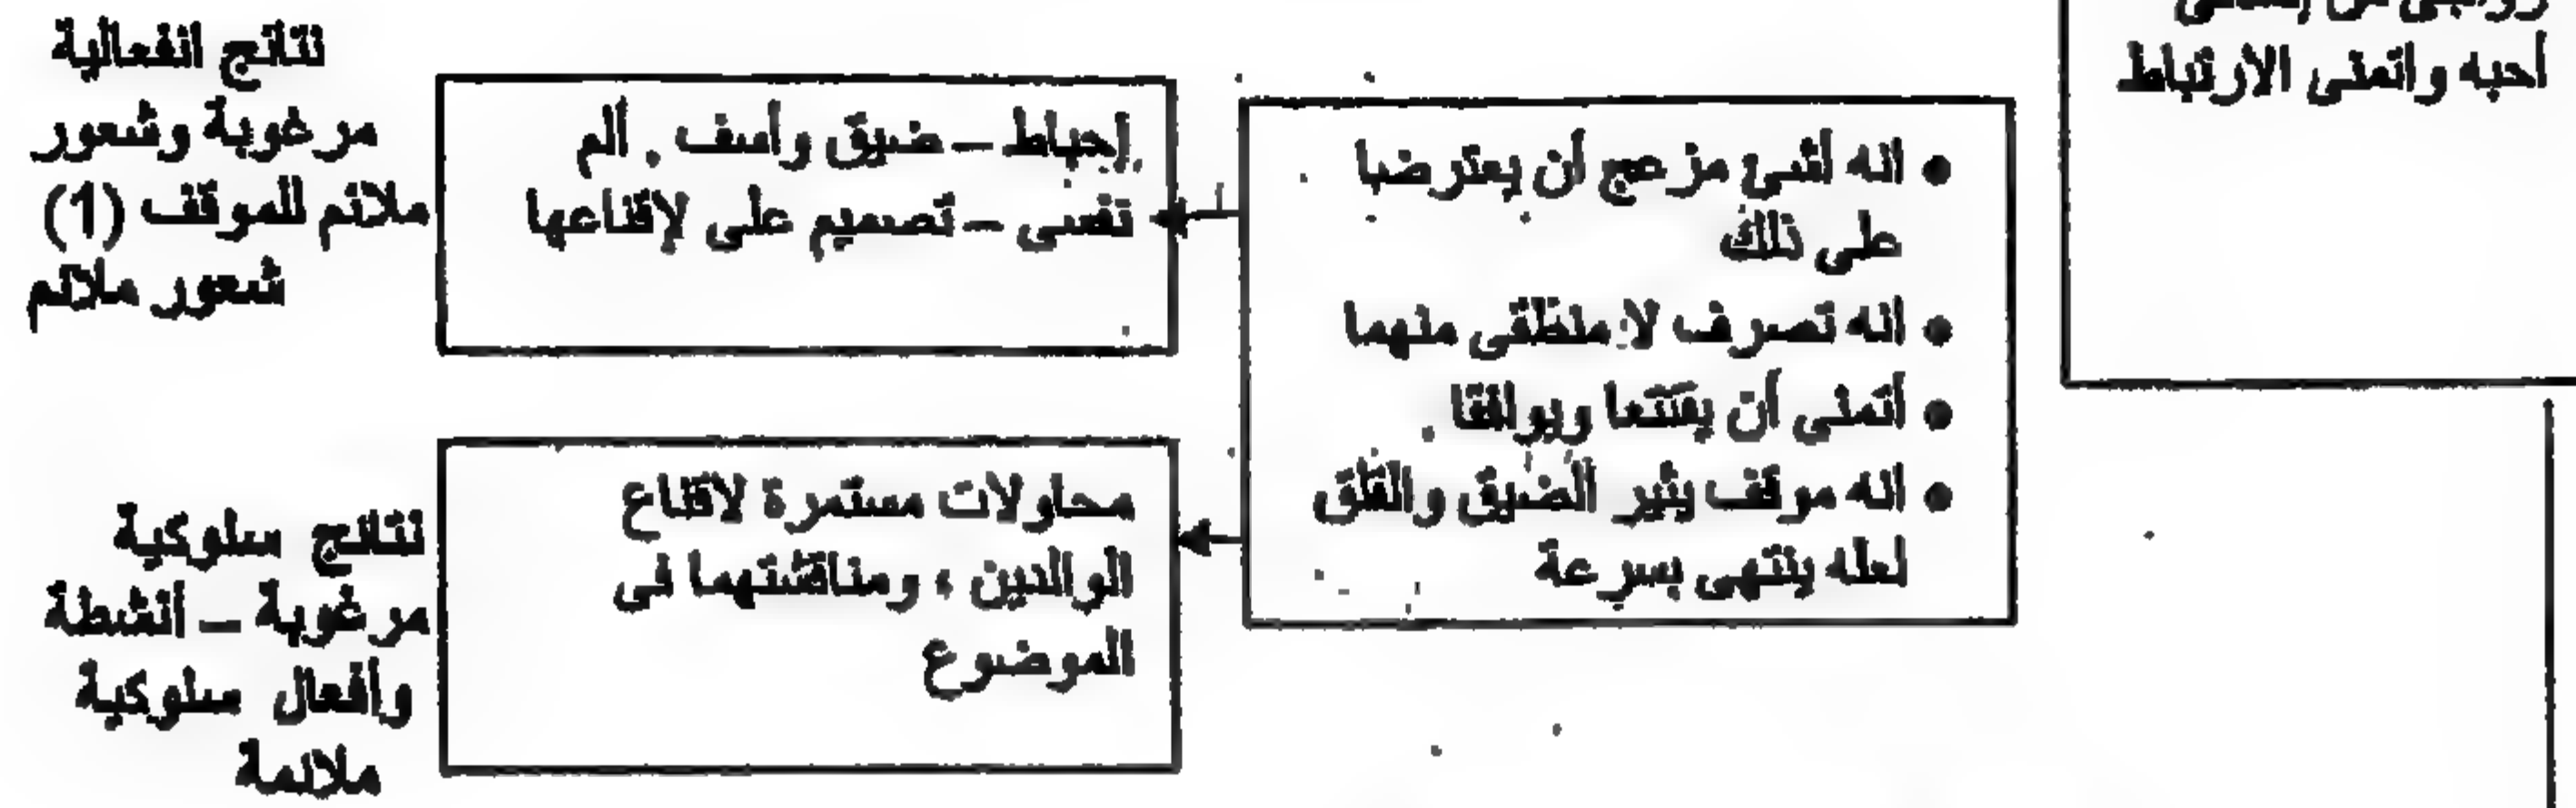 أحبه واتمنى الارتباط
انه لشئ مزعج أن يعترضا
على ذلك
انه تصرف لا منطقى منهما
أتمنى أن يقتنعا ويوافقا
انه موقف يثير الضيق والقلق
لعله ينتهى بسرعة
إحباط – ضيق وأسف . ألم
نفسى – تصميم على لإقناعها
محاولات مستمرة لاقناع
الوالدين ، ومناقشتهما فى
الموضوع
نتائج انفعالية
مرغوبة وشعور
ملائم للموقف (1)
شعور ملائم
نتائج سلوكية
مرغوبة – أنشطة
وأفعال سلوكية
ملائمة